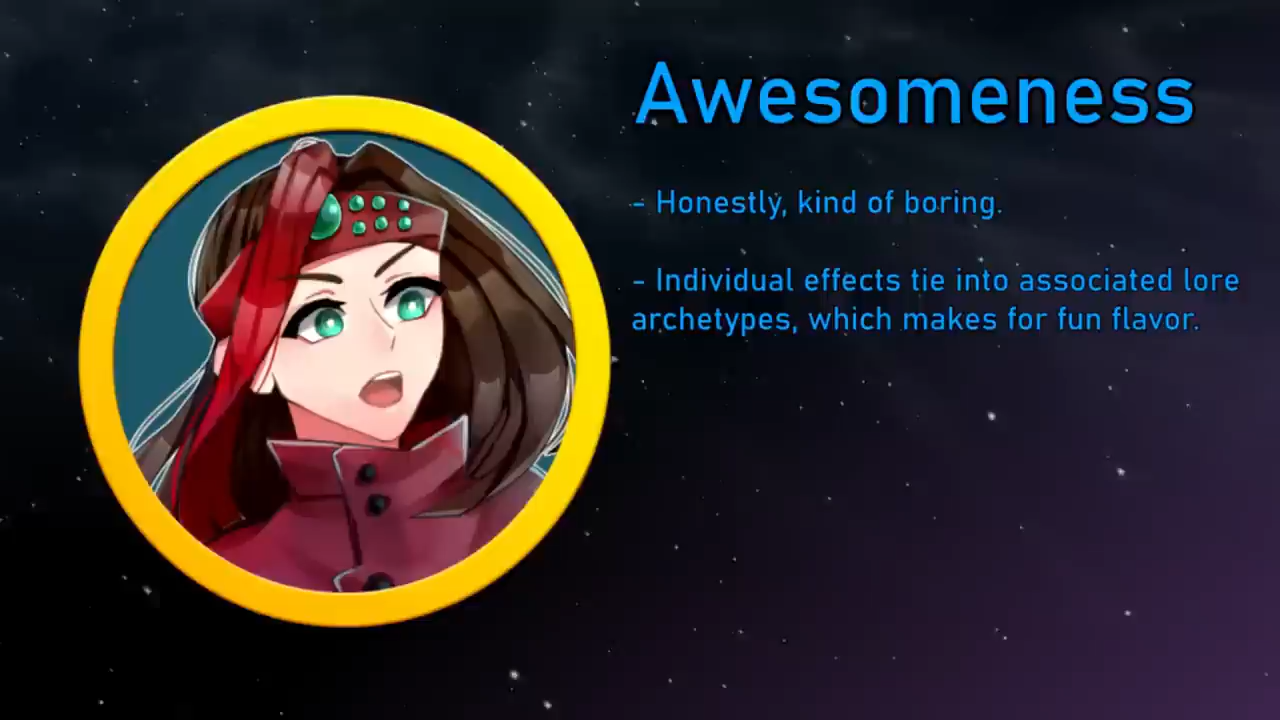 Awesomeness
- Honestly, kind of boring.
- Individual effects tie into associated lore
archetypes, which makes for fun flavor.